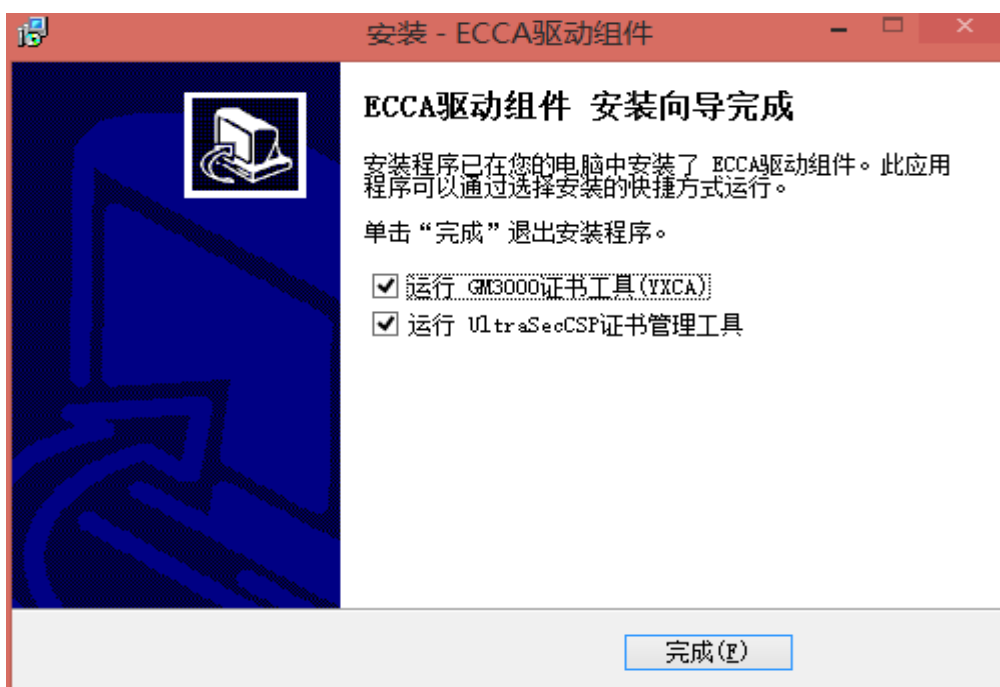 安装 - ECCA驱动组件
ECCA驱动组件 安装向导完成
安装程序已在您的电脑中安装了 ECCA驱动组件。此应用
程序可以通过选择安装的快捷方式运行。
单击“完成”退出安装程序。
运行 GM3000证书工具(YXCA)
运行 UltraSecCSP证书管理工具
完成(F)